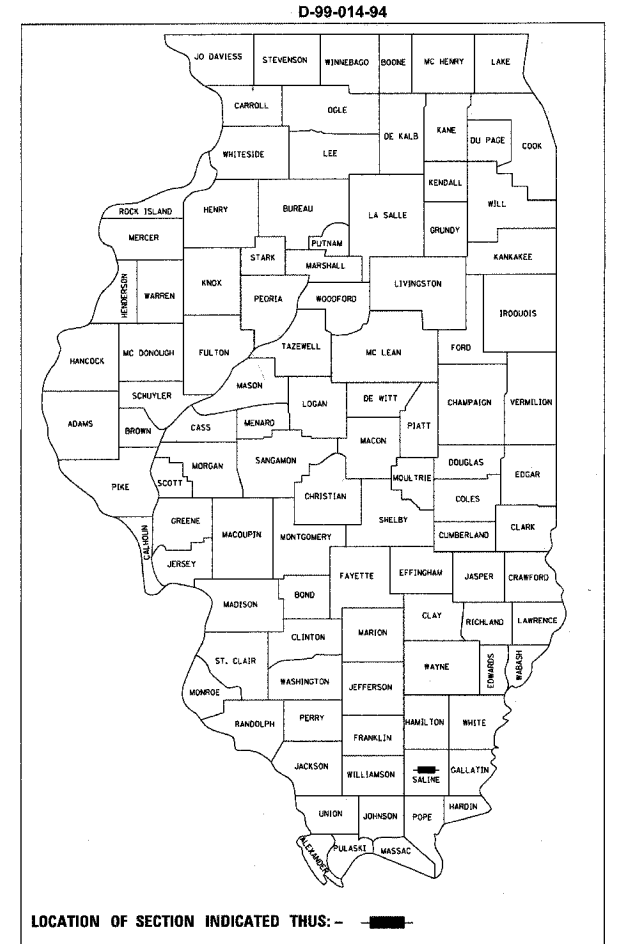 D-99-014-94
JO DAVIESS STEVENSON WINNEBAGO BOONE MC HENRY LAKE
CARROLL OGLE
DE KALB KANE DU PAGE COOK
WHITESIDE LEE
KENDALL WILL
ROCK ISLAND HENRY BUREAU LA SALLE
GRUNDY
MERCER PUTNAM
STARK MARSHALL KANKAKEE
HENDERSON WARREN KNOX PEORIA WOODFORD LIVINGSTON
IROQUOIS
HANCOCK MC DONOUGH FULTON TAZEWELL MC LEAN FORD
MASON
SCHUYLER LOGAN DE WITT CHAMPAIGN VERMILION
ADAMS BROWN CASS MENARD MACON PIATT
MORGAN SANGAMON DOUGLAS
PIKE SCOTT CHRISTIAN MOULTRIE COLES EDGAR
GREENE MACOUPIN MONTGOMERY SHELBY CLARK
CALHOUN CUMBERLAND
JERSEY FAYETTE EFFINGHAM JASPER CRAWFORD
MADISON BOND
CLINTON MARION CLAY RICHLAND LAWRENCE
ST. CLAIR WAYNE EDWARDS WABASH
MONROE WASHINGTON JEFFERSON
RANDOLPH PERRY HAMILTON WHITE
FRANKLIN
JACKSON WILLIAMSON SALINE GALLATIN
UNION JOHNSON POPE HARDIN
ALEXANDER PULASKI MASSAC
LOCATION OF SECTION INDICATED THUS: -